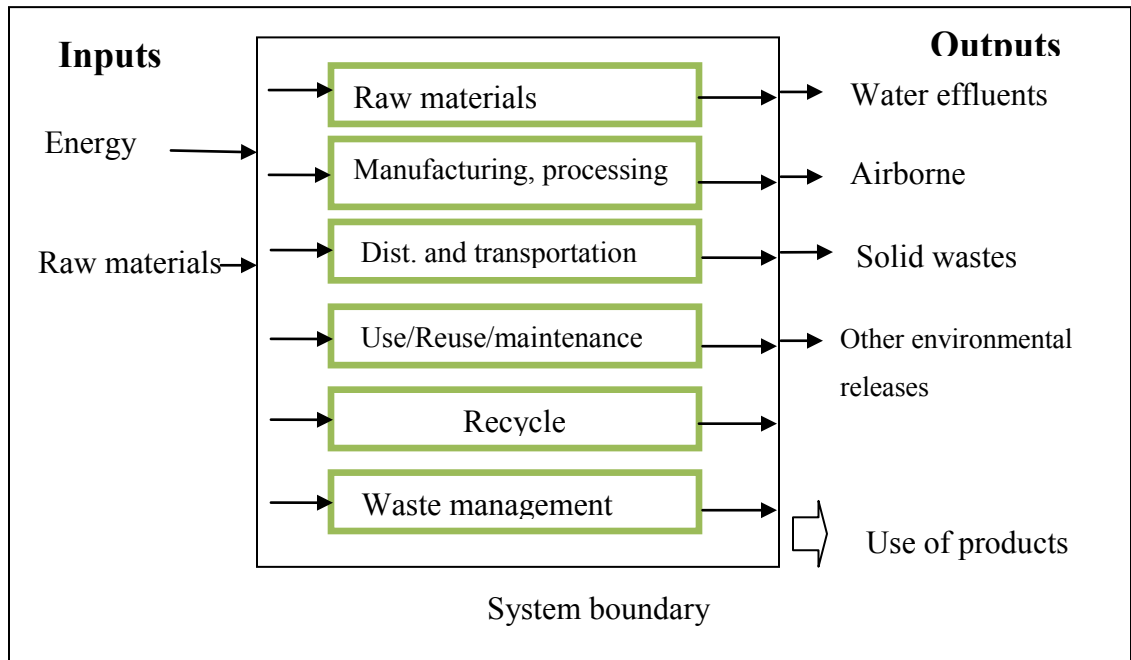 Inputs
Outputs
Raw materials
Water effluents
Energy
Manufacturing, processing
Airborne
Raw materials
Dist. and transportation
Solid wastes
Use/Reuse/maintenance
Other environmental
releases
Recycle
Waste management
Use of products
System boundary